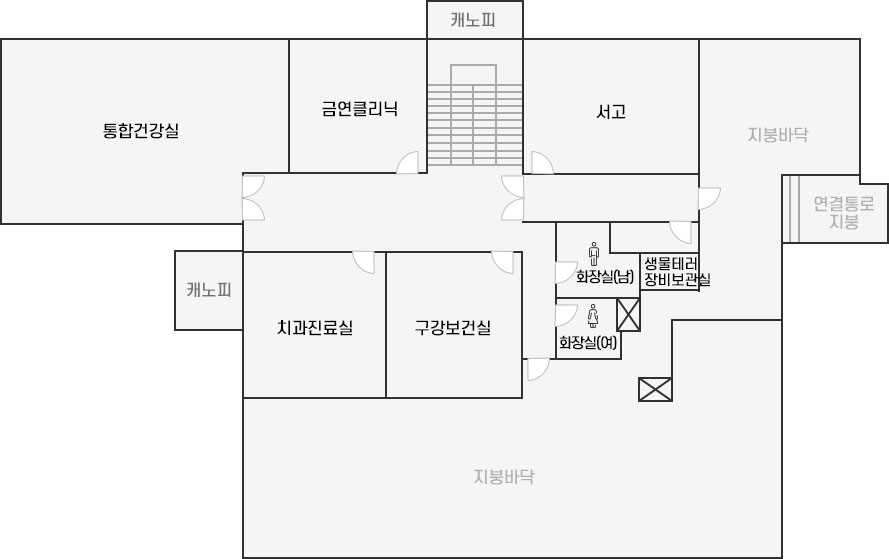 캐노피
통합건강실
금연클리닉
서고
지붕바닥
연결통로
지붕
캐노피
치과진료실
구강보건실
화장실(남)
생물테러
장비보관실
화장실(여)
지붕바닥